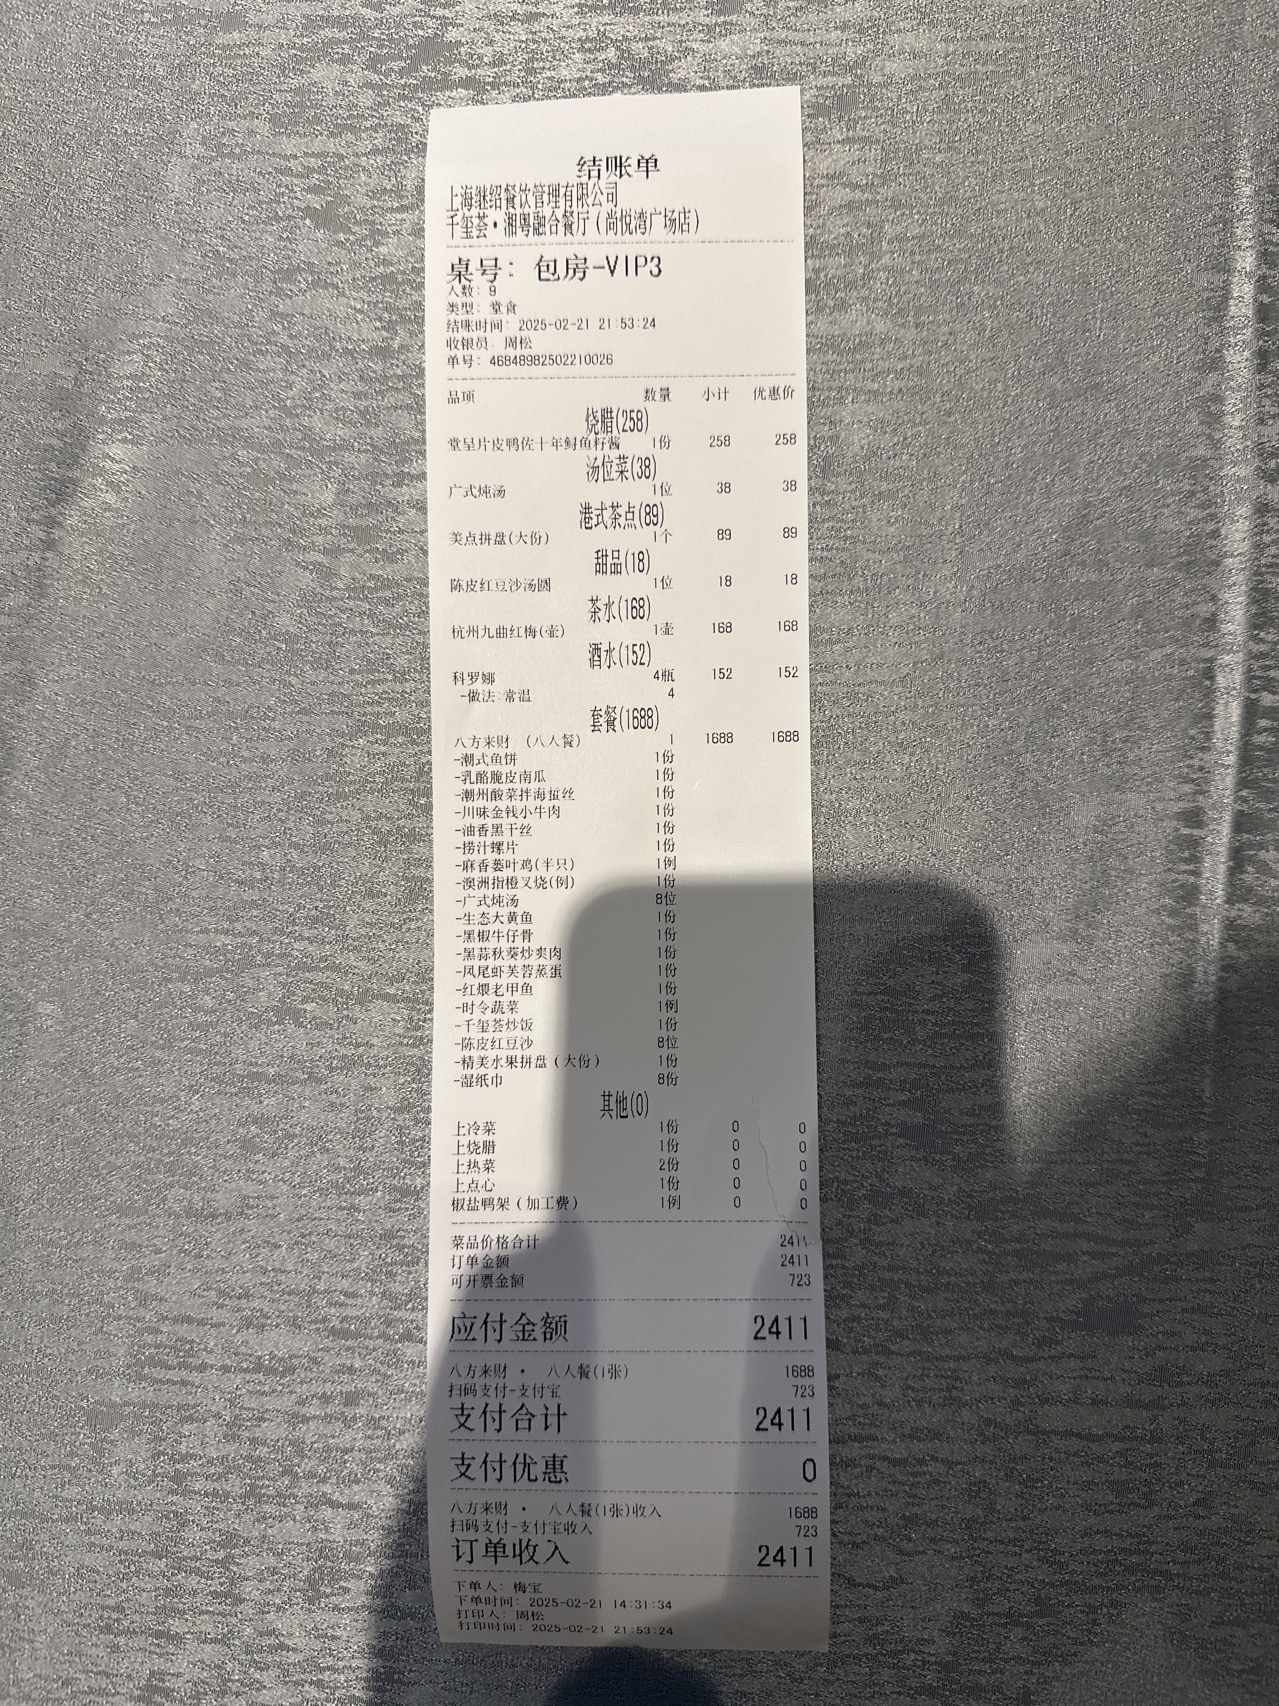 结账单
上海继绍餐饮管理有限公司
千玺荟·湘粤融合餐厅(尚悦湾广场店)
桌号: 包房-VIP3
人数: 9
类型: 堂食
结账时间: 2025-02-21 21:53:24
收银员: 周松
单号: 46848982502210026
品项 数量 小计 优惠价
烧腊(258)
堂呈片皮鸭佐十年鲟鱼籽酱 1份 258 258
汤位菜(38)
广式炖汤 1位 38 38
港式茶点(89)
美点拼盘(大份) 1个 89 89
甜品(18)
陈皮红豆沙汤圆 1位 18 18
茶水(168)
杭州九曲红梅(壶) 1壶 168 168
酒水(152)
科罗娜 4瓶 152 152
-做法:常温 4
套餐(1688)
八方来财 (八人餐) 1 1688 1688
-潮式鱼饼 1份
-乳酪脆皮南瓜 1份
-潮州酸菜拌海蜇丝 1份
-川味金钱小牛肉 1份
-油香黑干丝 1份
-捞汁螺片 1份
-麻香蒌叶鸡(半只) 1例
-澳洲指橙叉烧(例) 1份
-广式炖汤 8位
-生态大黄鱼 1份
-黑椒牛仔骨 1份
-黑蒜秋葵炒爽肉 1份
-凤尾虾芙蓉蒸蛋 1份
-红煨老甲鱼 1份
-时令蔬菜 1例
-千玺荟炒饭 1份
-陈皮红豆沙 8位
-精美水果拼盘(大份) 1份
-湿纸巾 8份
其他(0)
上冷菜 1份 0 0
上烧腊 1份 0 0
上热菜 2份 0 0
上点心 1份 0 0
椒盐鸭架(加工费) 1例 0 0
菜品价格合计 2411
订单金额 2411
可开票金额 723
应付金额 2411
八方来财 · 八人餐(1张) 1688
扫码支付-支付宝 723
支付合计 2411
支付优惠 0
八方来财 · 八人餐(1张)收入 1688
扫码支付-支付宝收入 723
订单收入 2411
下单人: 梅宝
下单时间: 2025-02-21 14:31:34
打印人: 周松
打印时间: 2025-02-21 21:53:24